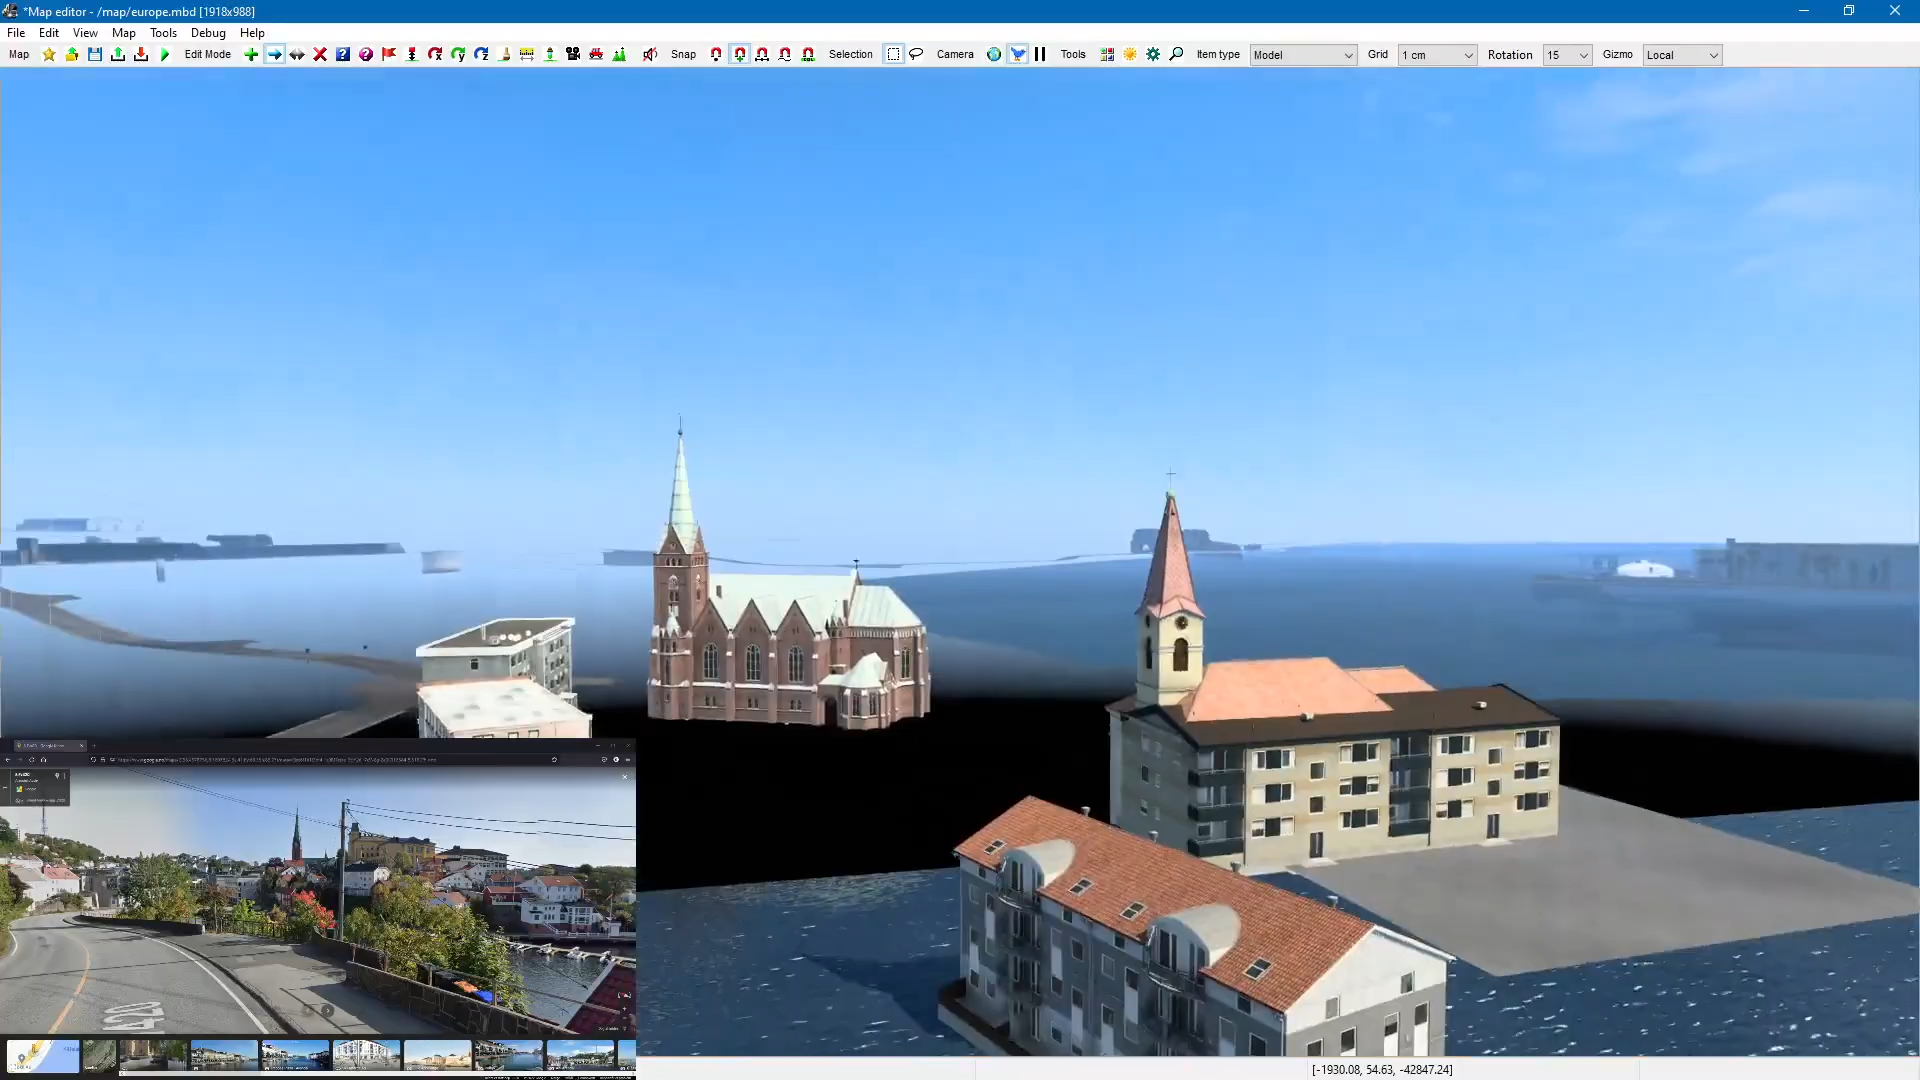 *Map editor - /map/europe.mbd [1918x988]
File Edit View Map Tools Debug Help
Map Edit Mode Snap Selection Camera Tools Item type Model Grid 1 cm Rotation 15 Gizmo Local
420
[-1930.08, 54.63, -42847.24]